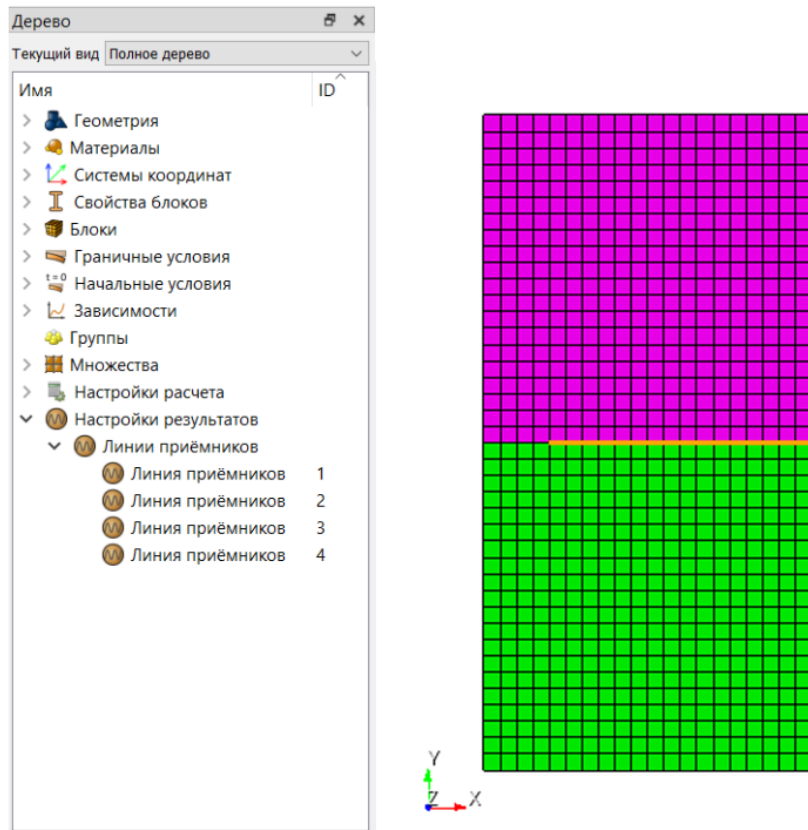 Дерево
Текущий вид Полное дерево
Имя ID
Геометрия
Материалы
Системы координат
Свойства блоков
Блоки
Граничные условия
t=0 Начальные условия
Зависимости
Группы
Множества
Настройки расчета
Настройки результатов
Линии приёмников
Линия приёмников 1
Линия приёмников 2
Линия приёмников 3
Линия приёмников 4
Y
Z X